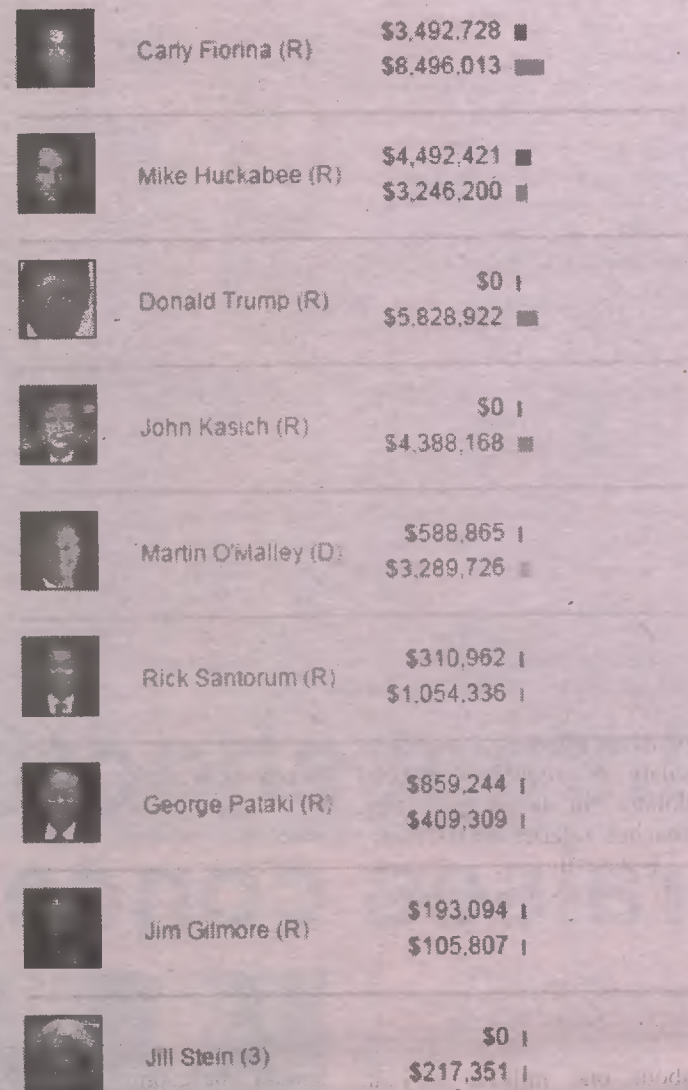 $3,492,728
Carly Fiorina (R)
$8,496,013
$4,492,421
Mike Huckabee (R)
$3,246,200
$0
Donald Trump (R)
$5,828,922
$0
John Kasich (R)
$4,388,168
$588,865
Martin O'Malley (D)
$3,289,726
$310,962
Rick Santorum (R)
$1,054,336
$859,244
George Pataki (R)
$409,309
$193,094
Jim Gilmore (R)
$105,807
$0
Jill Stein (3)
$217,351